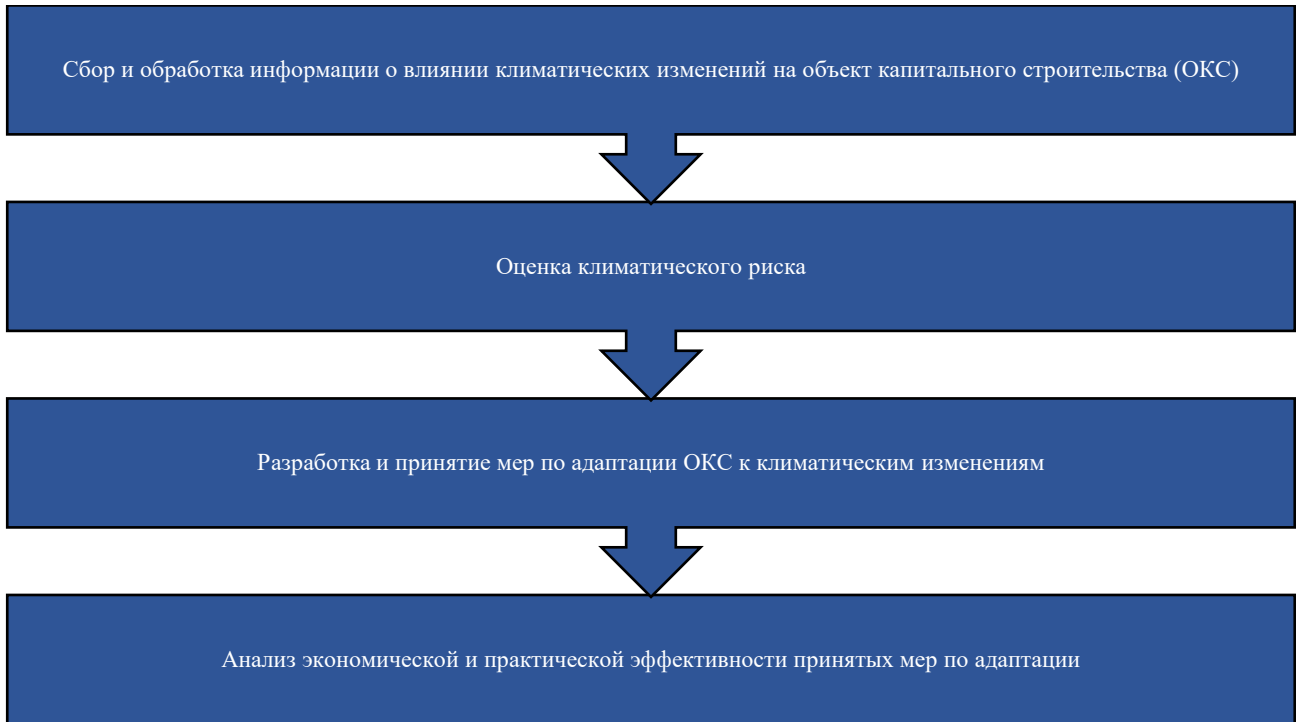 Сбор и обработка информации о влиянии климатических изменений на объект капитального строительства (ОКС)
Оценка климатического риска
Разработка и принятие мер по адаптации ОКС к климатическим изменениям
Анализ экономической и практической эффективности принятых мер по адаптации